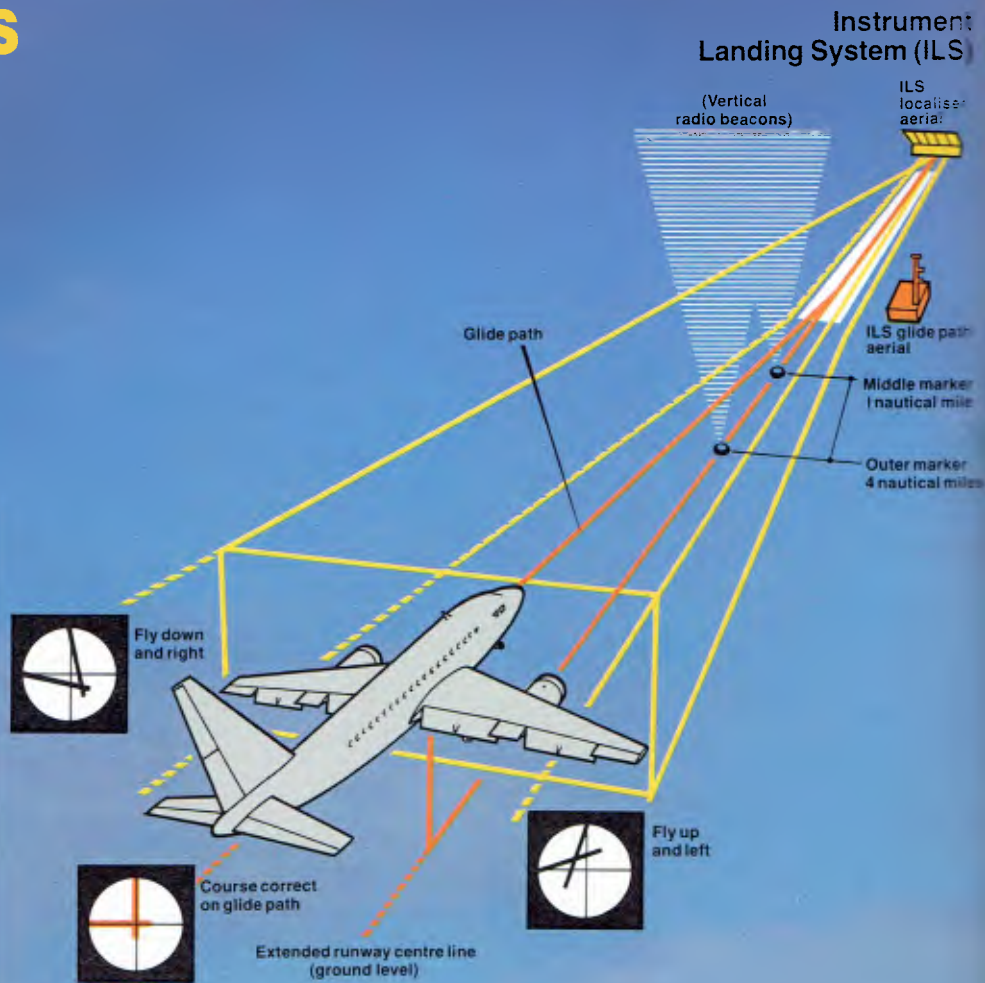 s
Instrument
Landing System (ILS)
(Vertical
radio beacons)
ILS
localiser
aerial
Glide path
ILS glide path
aerial
Middle marker
1 nautical mile
Outer marker
4 nautical miles
Fly down
and right
Fly up
and left
Course correct
on glide path
Extended runway centre line
(ground level)